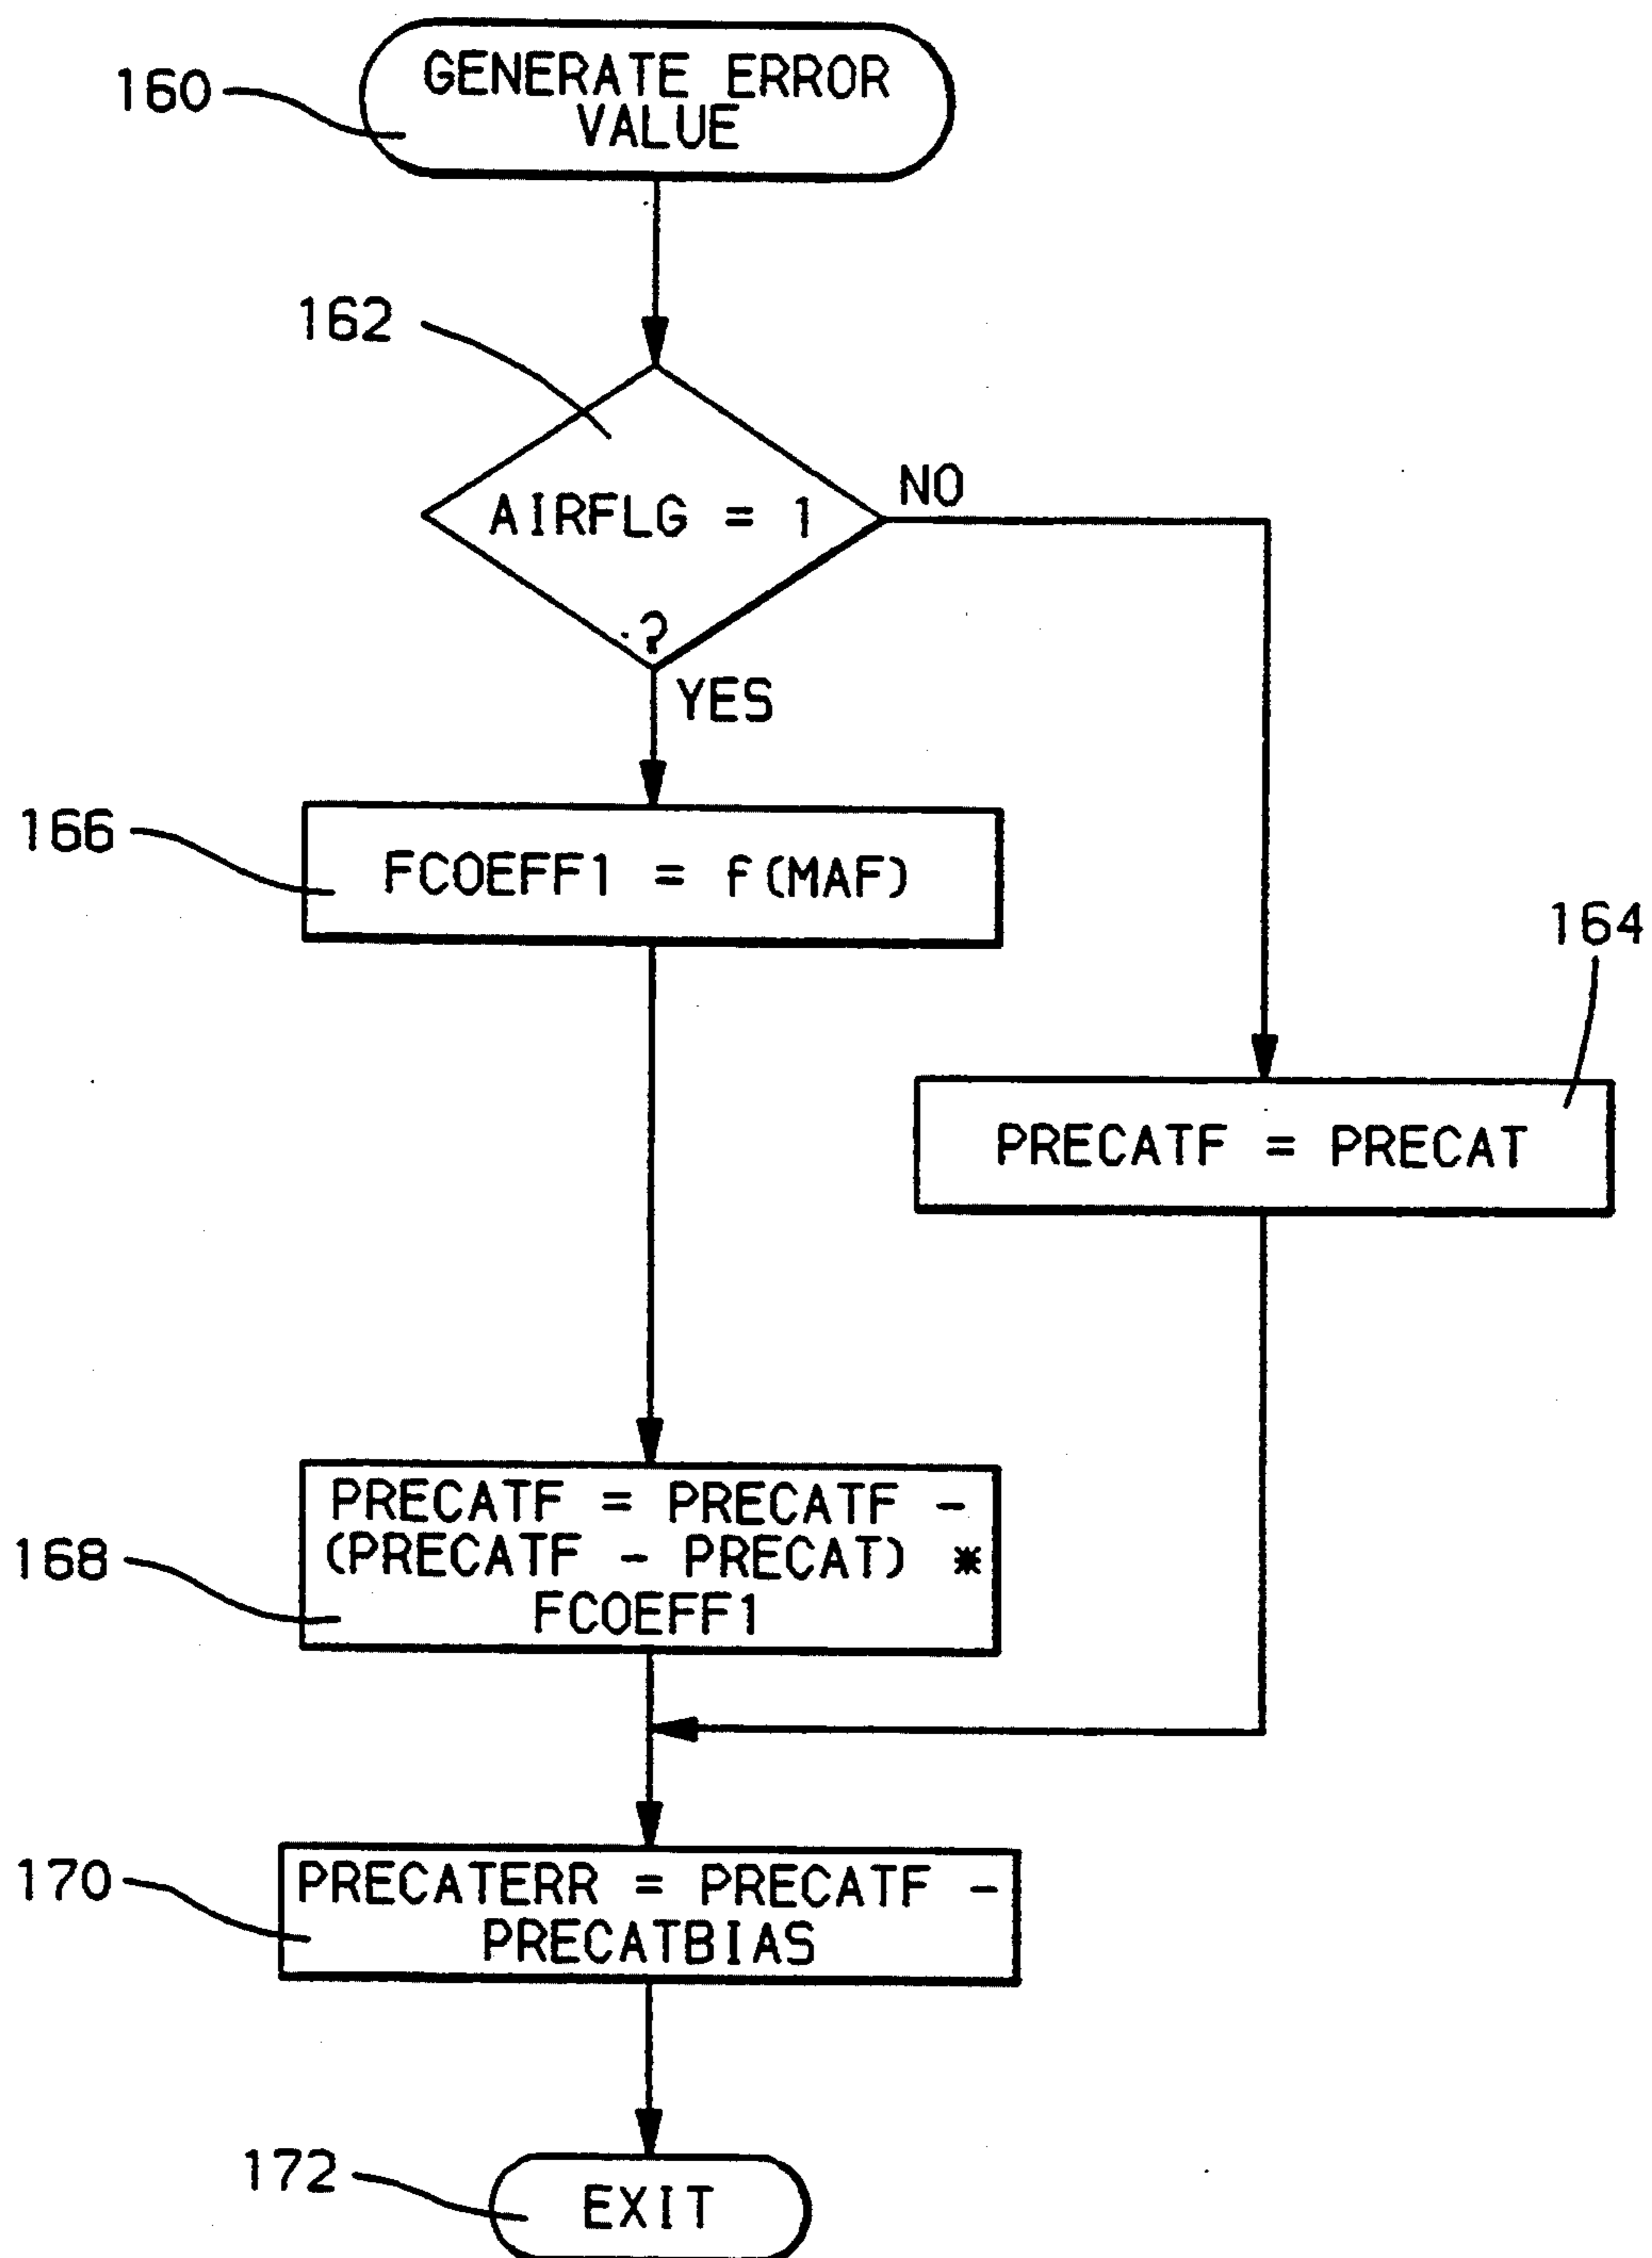 160
GENERATE ERROR
VALUE
162
AIRFLG = 1
?
NO
YES
166
FCOEFF1 = f(MAF)
164
PRECATF = PRECAT
168
PRECATF = PRECATF -
(PRECATF - PRECAT) *
FCOEFF1
170
PRECATERR = PRECATF -
PRECATBIAS
172
EXIT